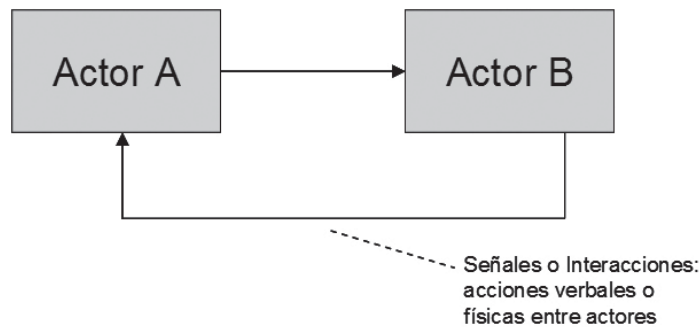 Actor A
Actor B
Señales o Interacciones:
acciones verbales o
físicas entre actores